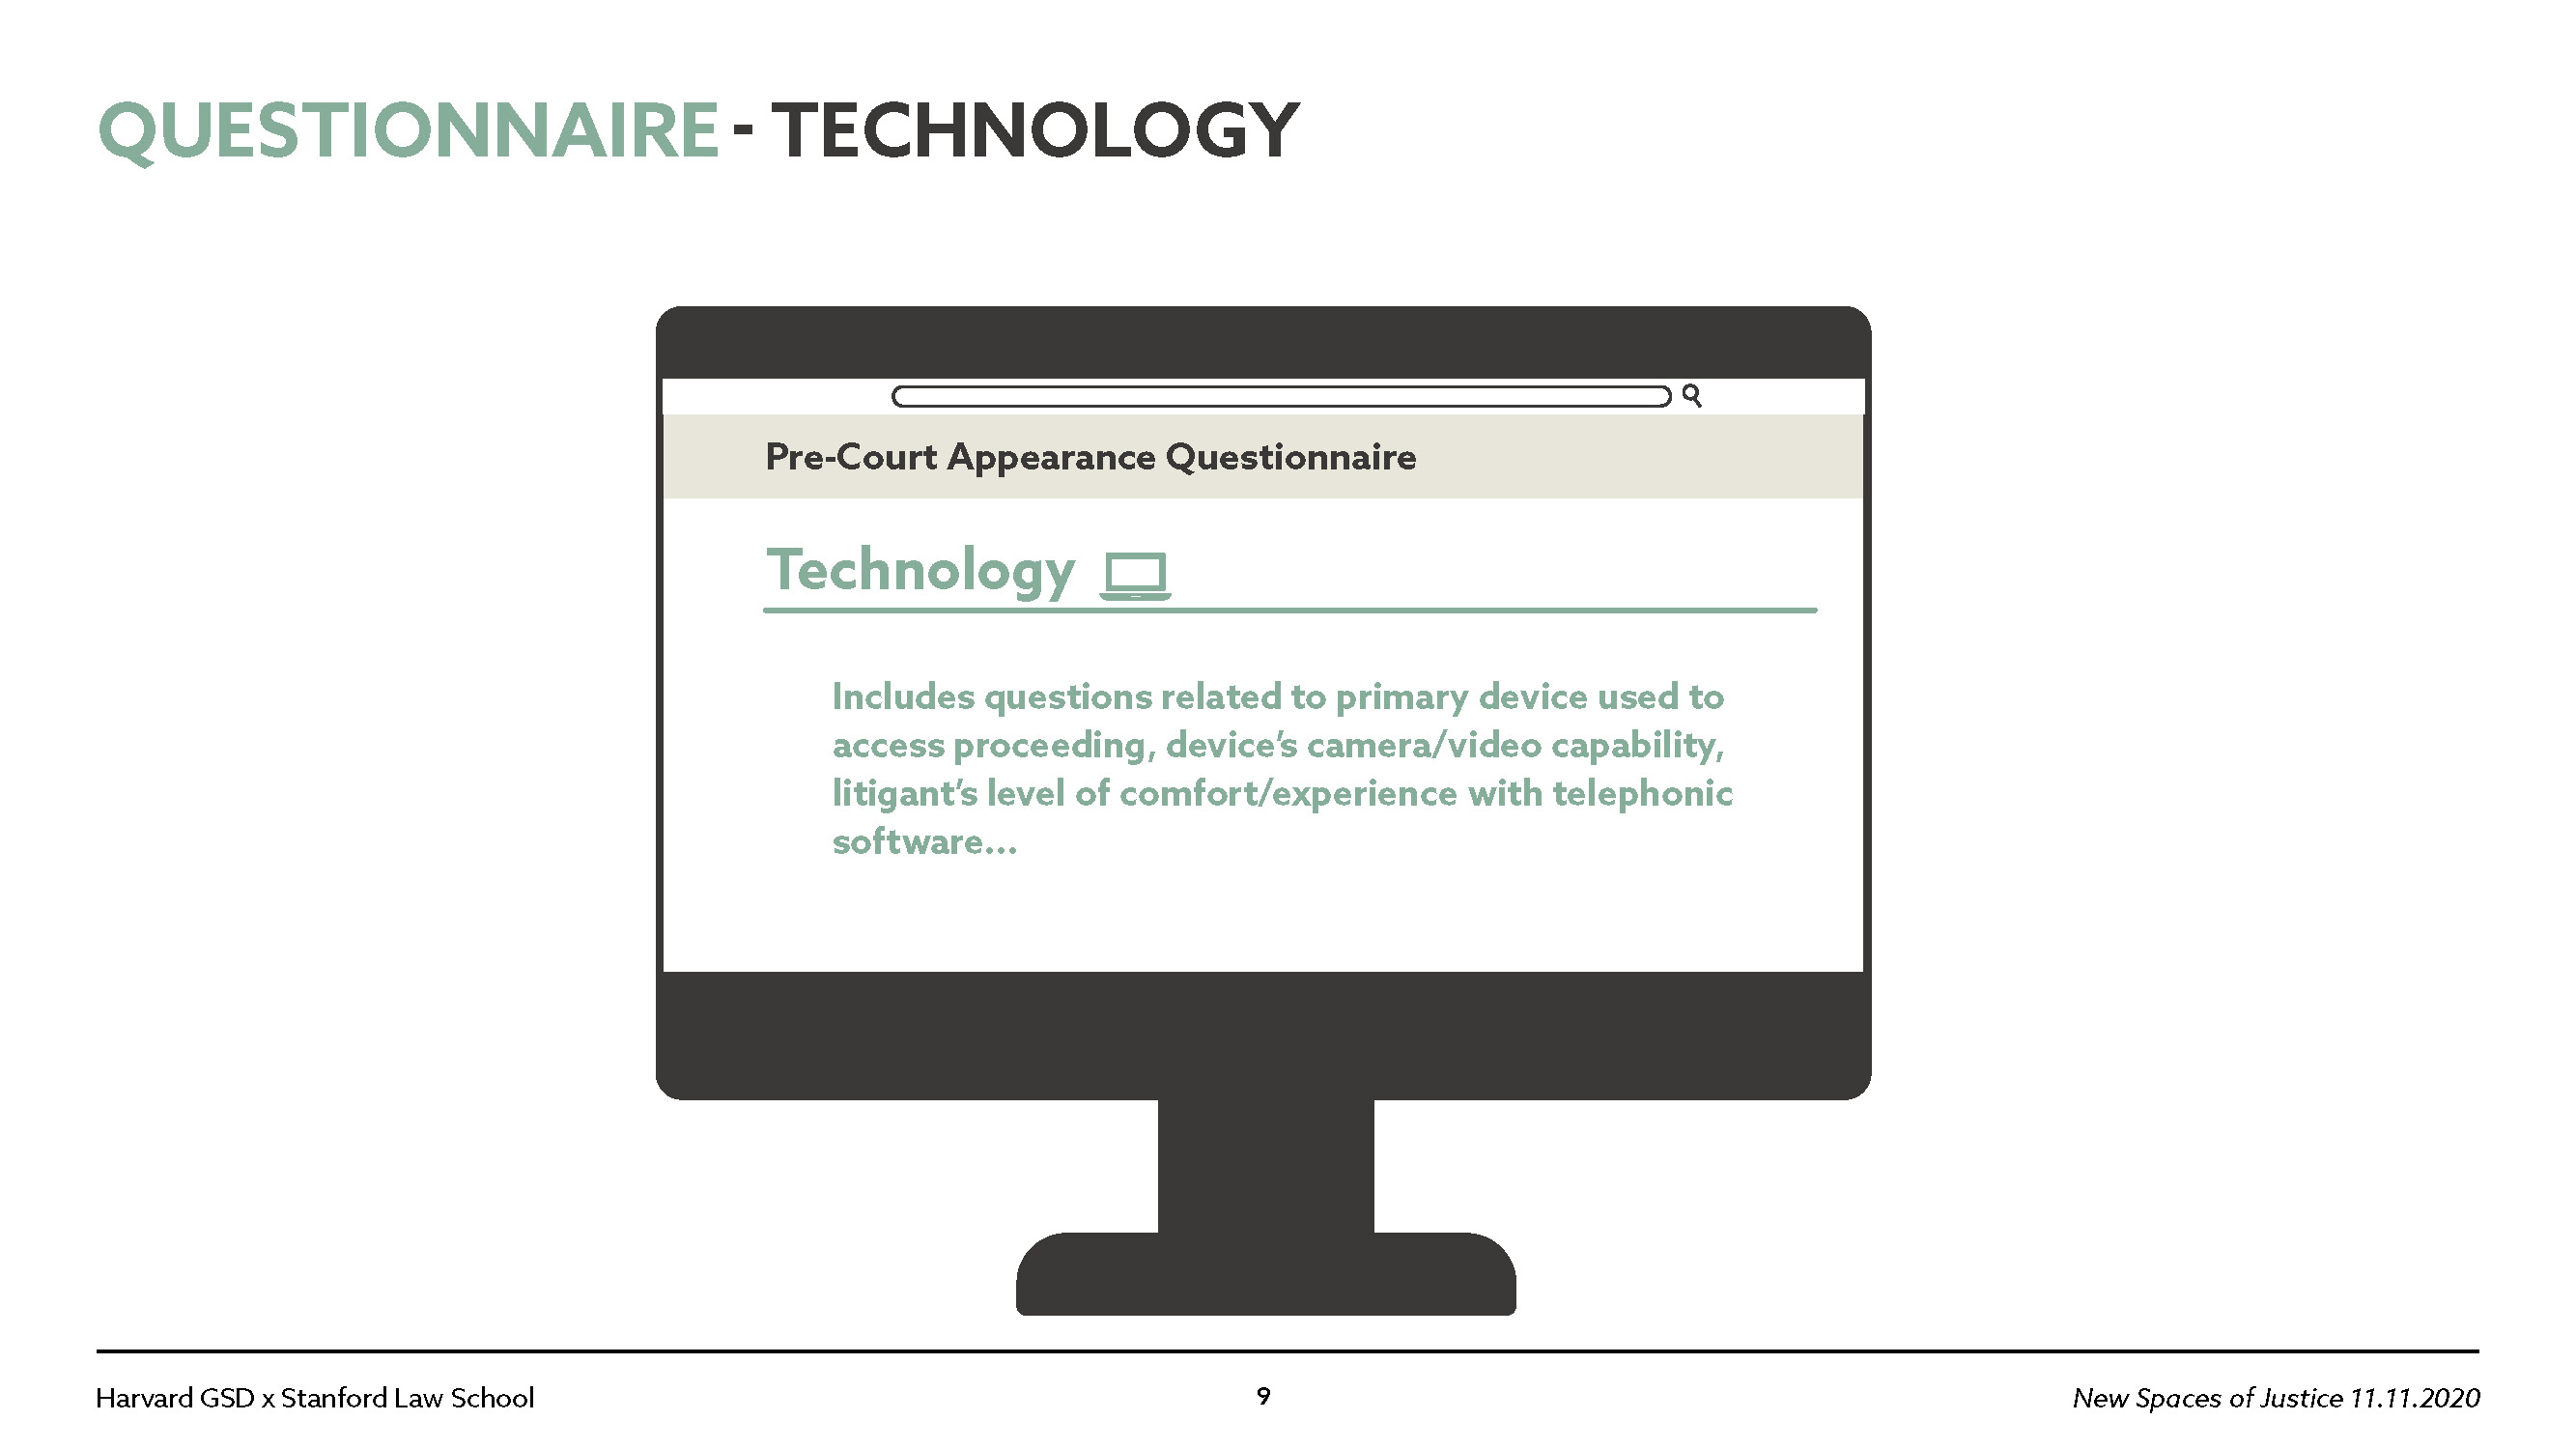 QUESTIONNAIRE - TECHNOLOGY
Pre-Court Appearance Questionnaire
Technology
Includes questions related to primary device used to
access proceeding, device’s camera/video capability,
litigant’s level of comfort/experience with telephonic
software...
Harvard GSD x Stanford Law School
9
New Spaces of Justice 11.11.2020